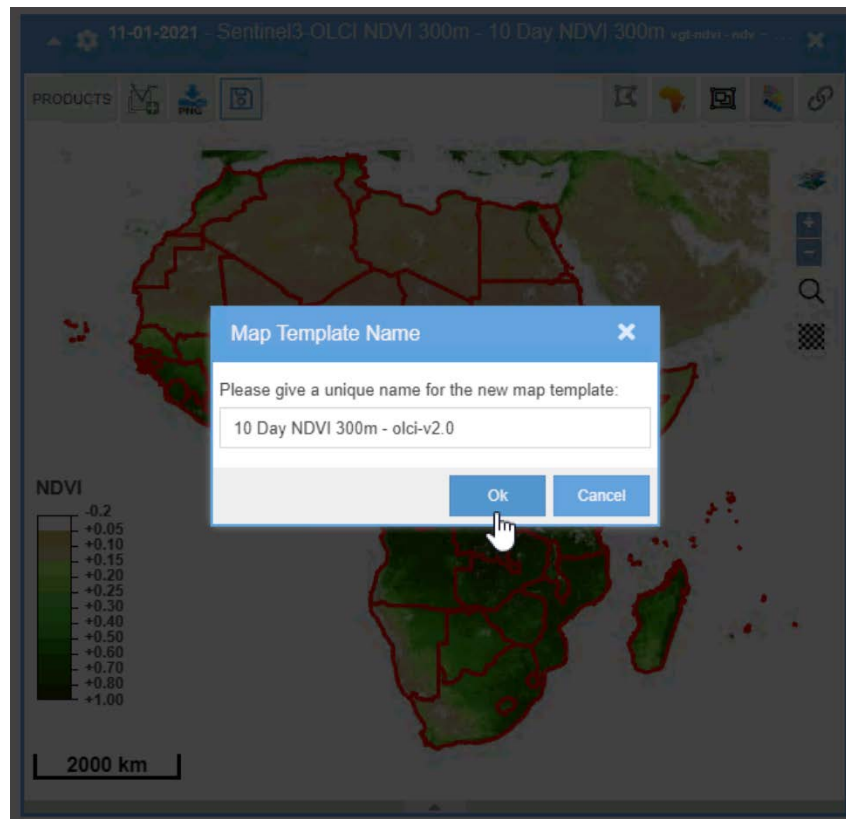 11-01-2021 - Sentinel3-OLCI NDVI 300m - 10 Day NDVI 300m vgt-ndvi - ndv - ...
PRODUCTS
PNG
Map Template Name
Please give a unique name for the new map template:
10 Day NDVI 300m - olci-v2.0
Ok Cancel
NDVI
-0.2
+0.05
+0.10
+0.15
+0.20
+0.25
+0.30
+0.40
+0.50
+0.60
+0.70
+0.80
+1.00
2000 km